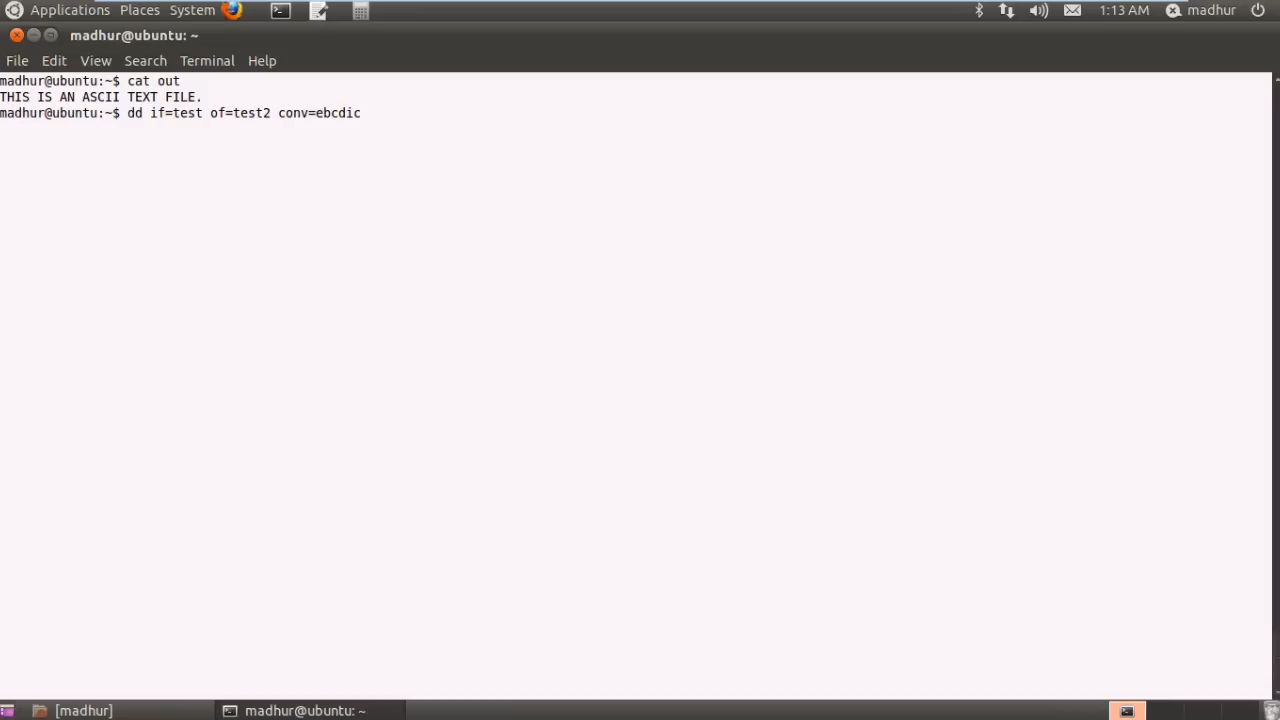 Applications Places System 1:13 AM madhur
madhur@ubuntu: ~
File Edit View Search Terminal Help
madhur@ubuntu:~$ cat out
THIS IS AN ASCII TEXT FILE.
madhur@ubuntu:~$ dd if=test of=test2 conv=ebcdic
[madhur] madhur@ubuntu: ~